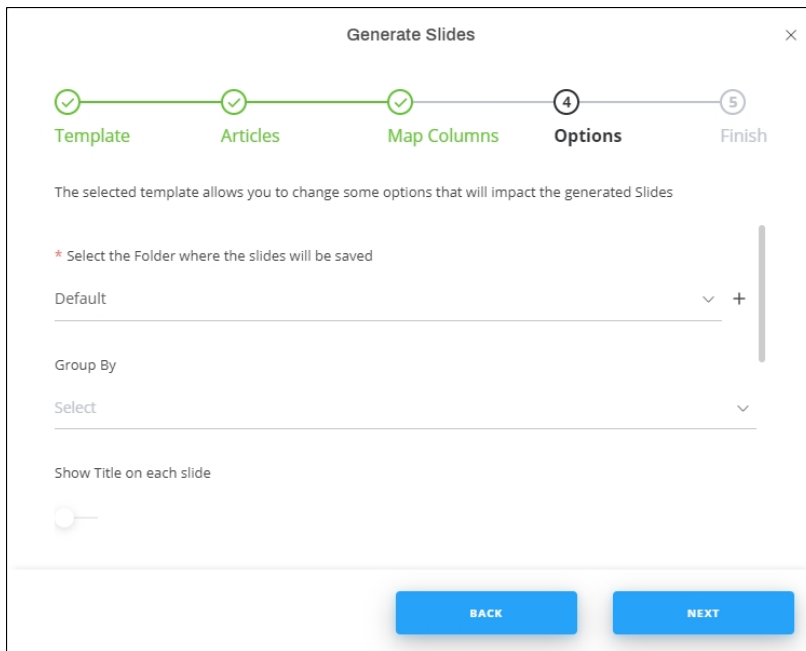 Generate Slides
4
5
Template
Articles
Map Columns
Options
Finish
The selected template allows you to change some options that will impact the generated Slides
* Select the Folder where the slides will be saved
Default
Group By
Select
Show Title on each slide
BACK
NEXT